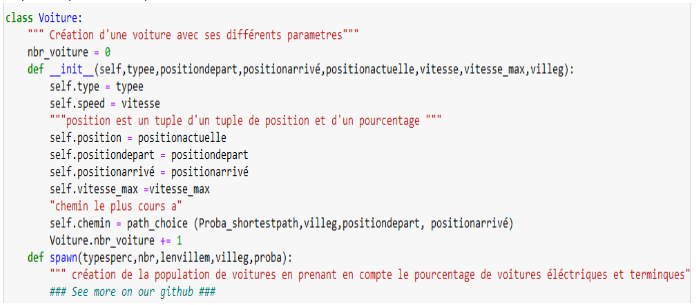 class Voiture:
    """ Création d'une voiture avec ses différents parametres"""
    nbr_voiture = 0
    def __init__(self,typee,positiondepart,positionarrivé,positionactuelle,vitesse,vitesse_max,villeg):
        self.type = typee
        self.speed = vitesse
        """position est un tuple d'un tuple de position et d'un pourcentage """
        self.position = positionactuelle
        self.positiondepart = positiondepart
        self.positionarrivé = positionarrivé
        self.vitesse_max =vitesse_max
        "chemin le plus cours a"
        self.chemin = path_choice (Proba_shortestpath,villeg,positiondepart, positionarrivé)
        Voiture.nbr_voiture += 1
    def spawn(typesperc,nbr,lenvillem,villeg,proba):
        """ création de la population de voitures en prenant en compte le pourcentage de voitures éléctriques et terminques"
        ### See more on our github ###